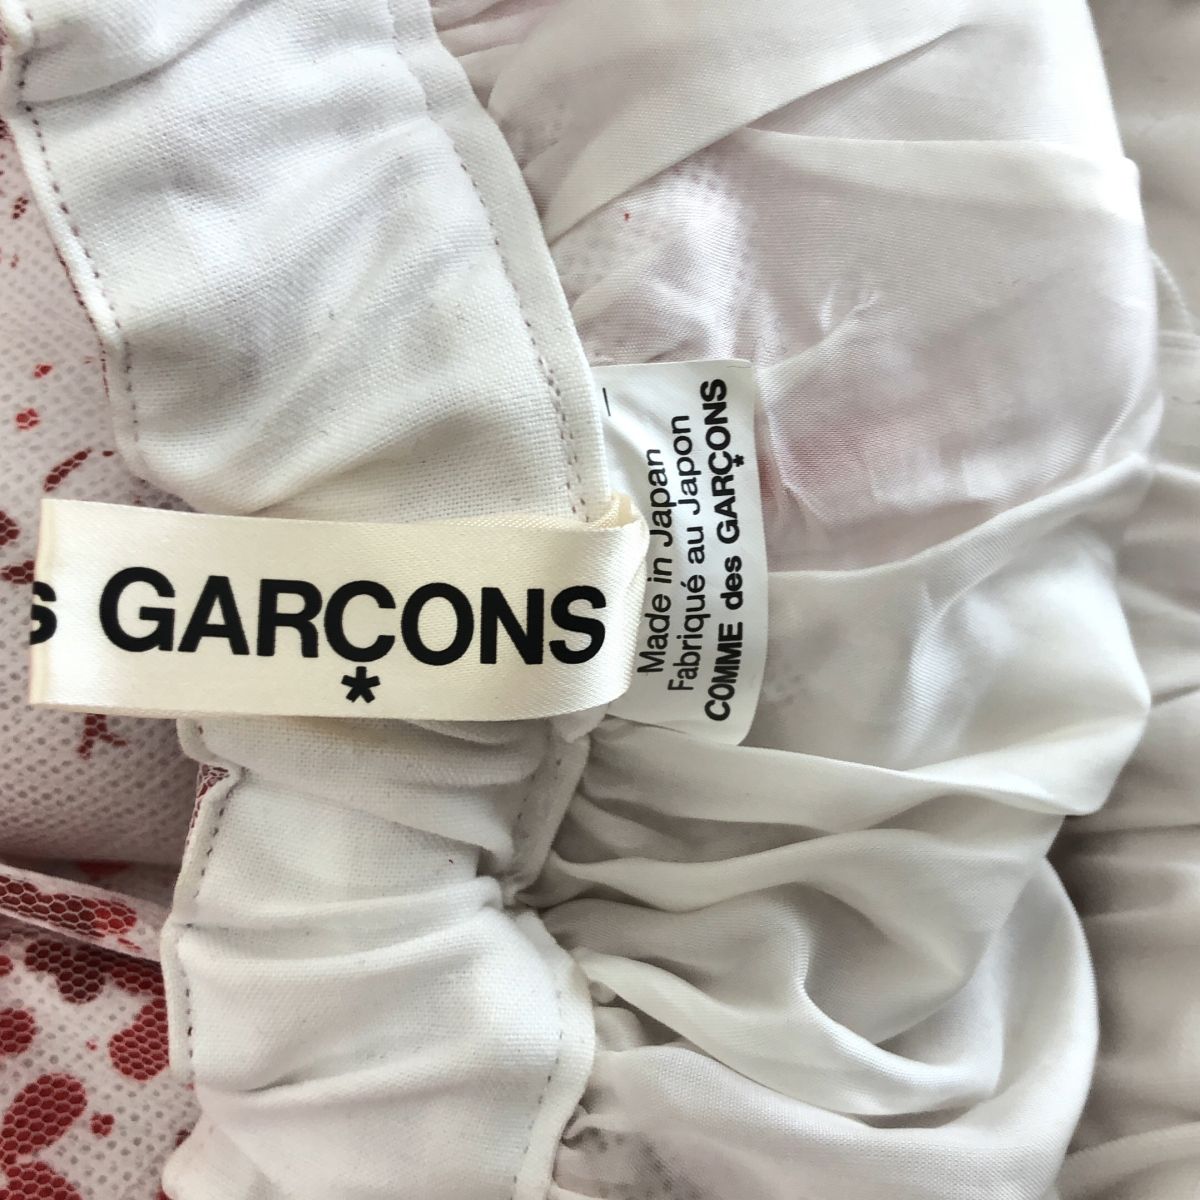 s GARÇONS
*
Made in Japan
Fabriqué au Japon
COMME des GARÇONS
*